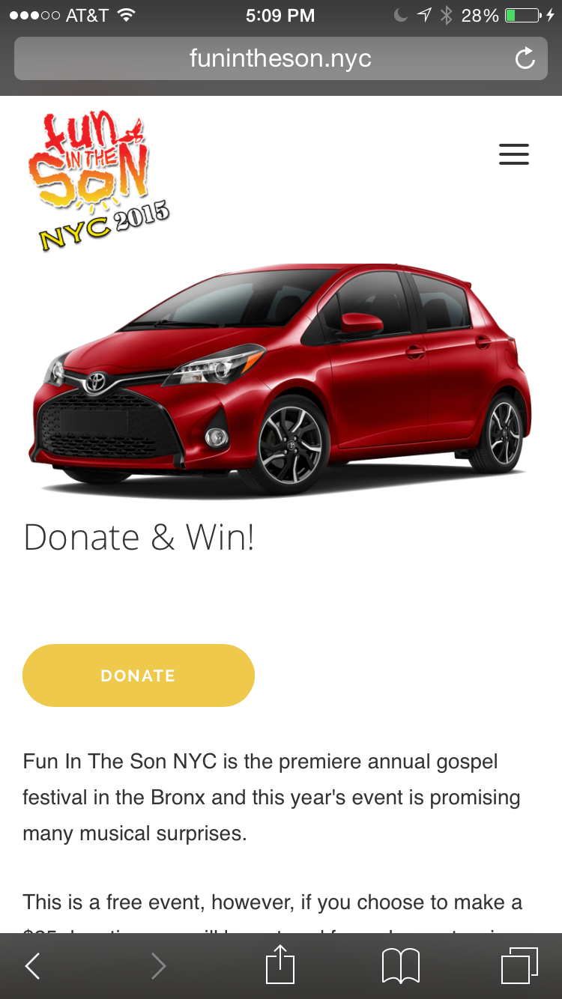 AT&T
5:09 PM
28%
funintheson.nyc
fun
IN THE
SON
NYC 2015
Donate & Win!
DONATE
Fun In The Son NYC is the premiere annual gospel
festival in the Bronx and this year's event is promising
many musical surprises.
This is a free event, however, if you choose to make a